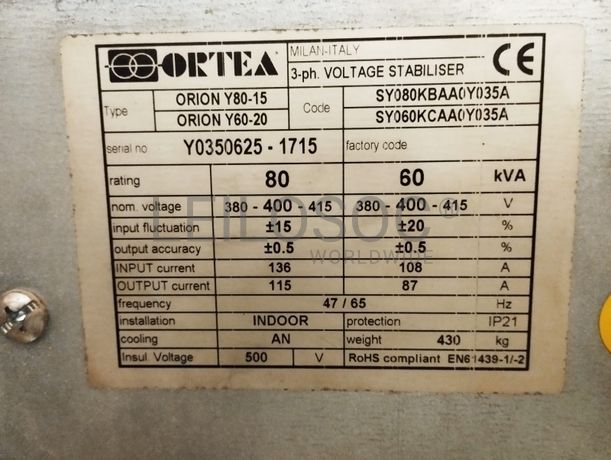 ORTEA MILAN-ITALY CE
3-ph. VOLTAGE STABILISER
Type ORION Y80-15 Code SY080KBAA0Y035A
ORION Y60-20 SY060KCAA0Y035A
serial no Y0350625 - 1715 factory code
rating 80 60 kVA
nom. voltage 380 - 400 - 415 380 - 400 - 415 V
input fluctuation ±15 ±20 %
output accuracy ±0.5 ±0.5 %
INPUT current 136 108 A
OUTPUT current 115 87 A
frequency 47 / 65 Hz
installation INDOOR protection IP21
cooling AN weight 430 kg
Insul. Voltage 500 V RoHS compliant EN61439-1/-2
LEILOSOC®
WORLDWIDE